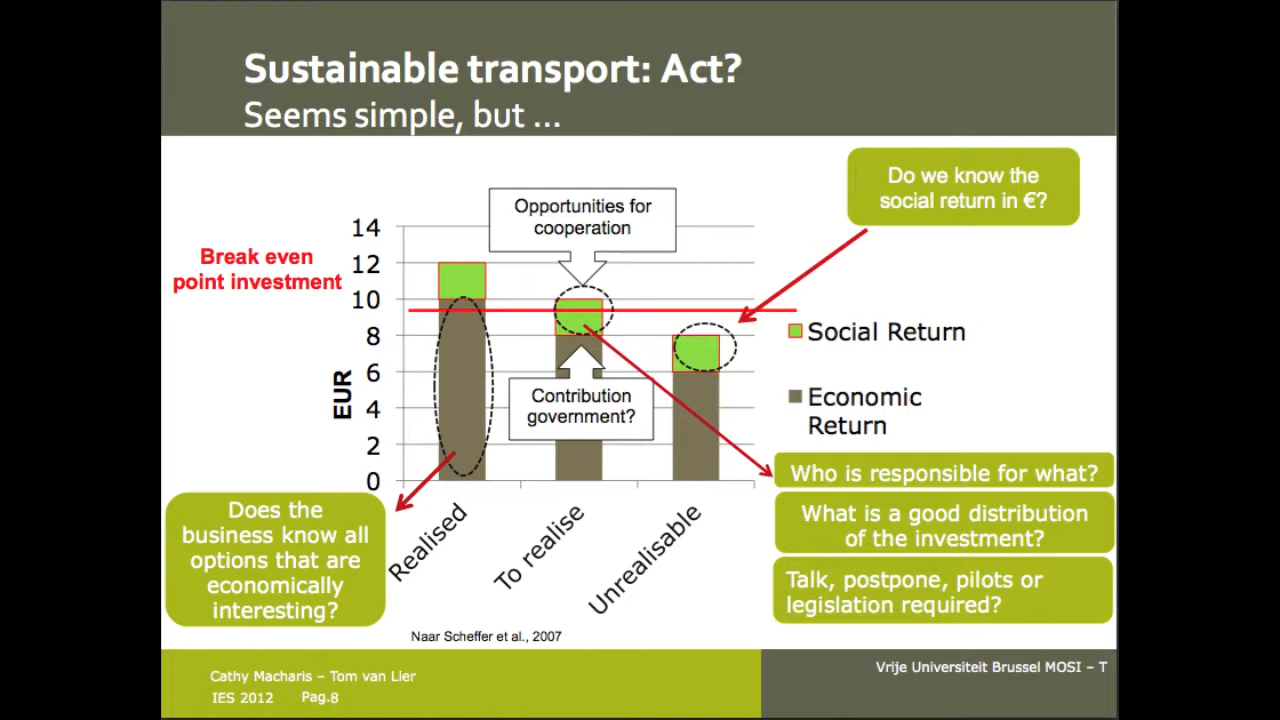 Sustainable transport: Act?
Seems simple, but ...
Do we know the
social return in €?
Opportunities for
cooperation
Break even
point investment
14
12
10
8
6
4
2
0
EUR
Contribution
government?
Social Return
Economic
Return
Realised
To realise
Unrealisable
Does the
business know all
options that are
economically
interesting?
Who is responsible for what?
What is a good distribution
of the investment?
Talk, postpone, pilots or
legislation required?
Naar Scheffer et al., 2007
Cathy Macharis – Tom van Lier
IES 2012 Pag.8
Vrije Universiteit Brussel MOSI – T